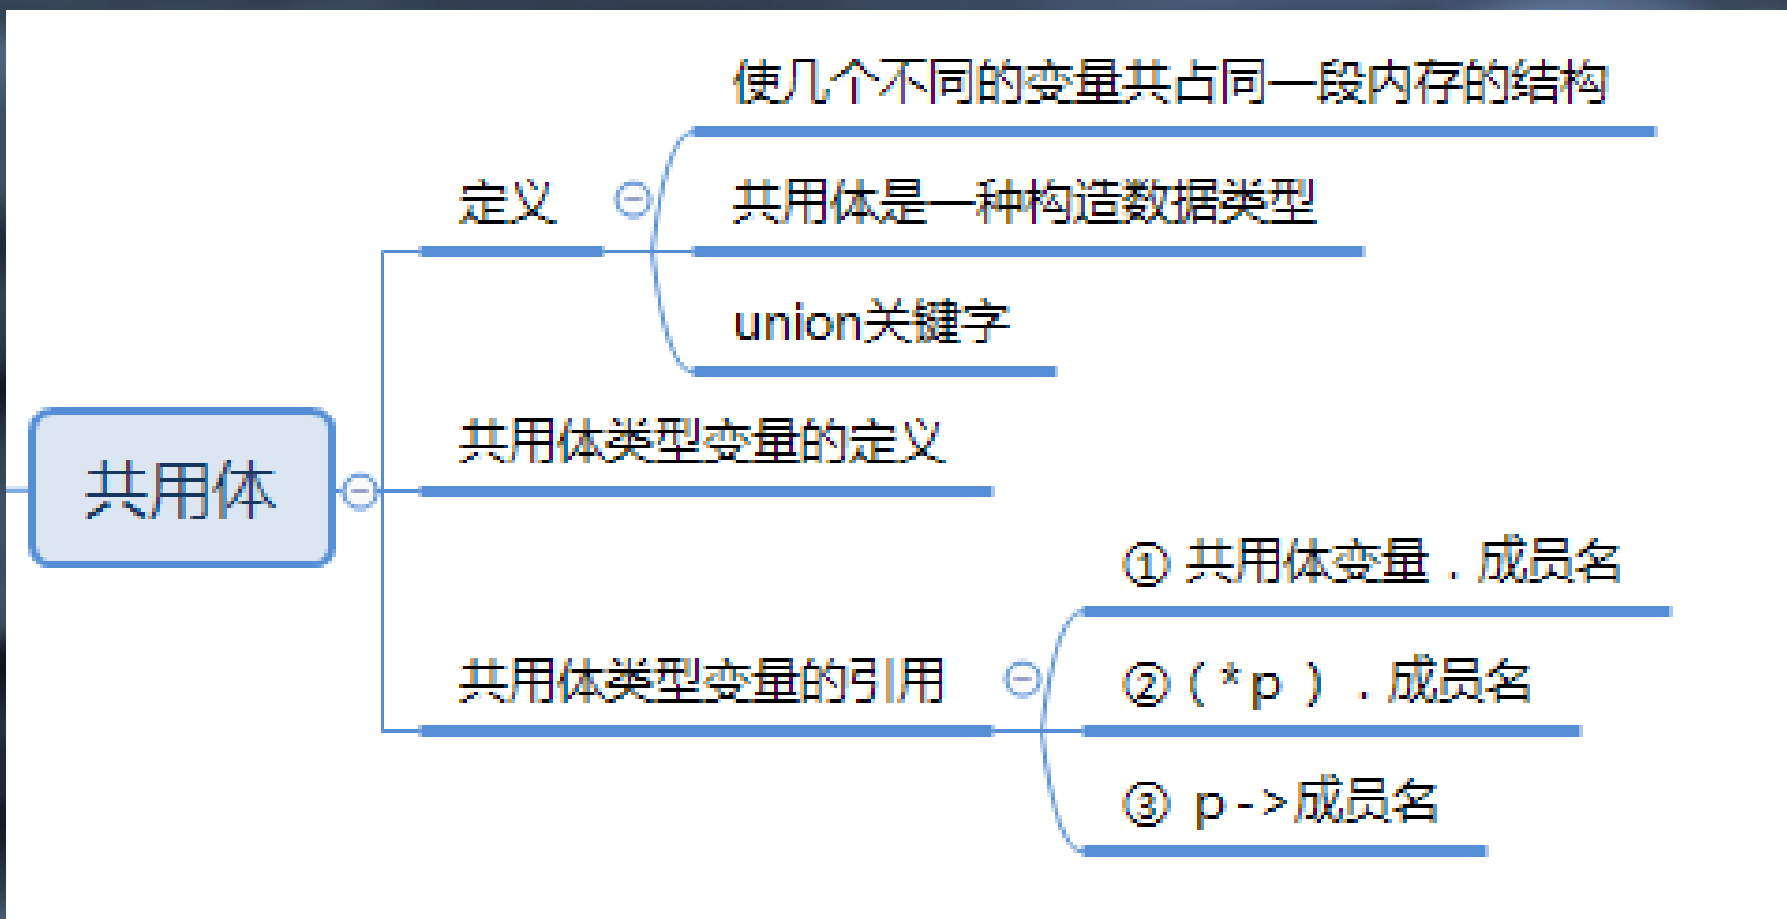 共用体
定义
使几个不同的变量共占同一段内存的结构
共用体是一种构造数据类型
union关键字
共用体类型变量的定义
共用体类型变量的引用
① 共用体变量．成员名
②(*p )．成员名
③ p->成员名